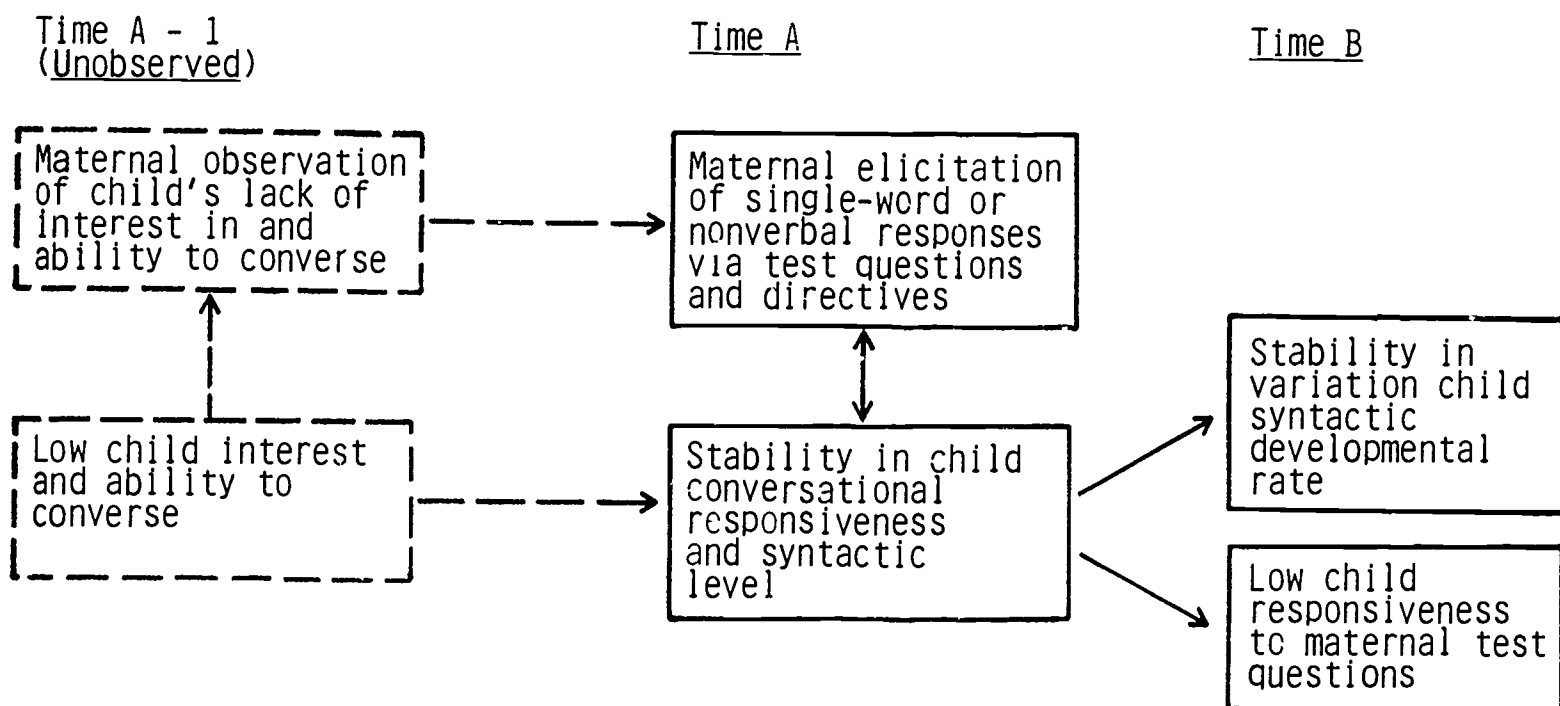 Time A - 1
(Unobserved)
Time A
Time B
Maternal observation
of child's lack of
interest in and
ability to converse
Maternal elicitation
of single-word or
nonverbal responses
via test questions
and directives
Low child interest
and ability to
converse
Stability in child
conversational
responsiveness
and syntactic
level
Stability in
variation child
syntactic
developmental
rate
Low child
responsiveness
to maternal test
questions